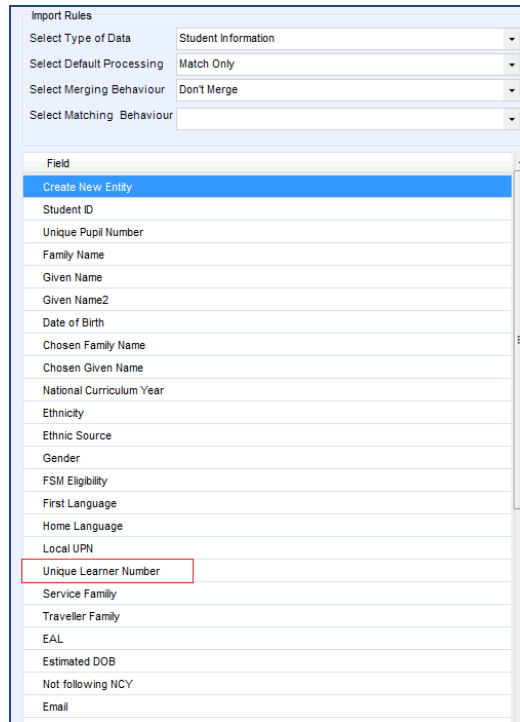 Import Rules
Select Type of Data Student Information
Select Default Processing Match Only
Select Merging Behaviour Don't Merge
Select Matching Behaviour
Field
Create New Entity
Student ID
Unique Pupil Number
Family Name
Given Name
Given Name2
Date of Birth
Chosen Family Name
Chosen Given Name
National Curriculum Year
Ethnicity
Ethnic Source
Gender
FSM Eligibility
First Language
Home Language
Local UPN
Unique Learner Number
Service Familiy
Traveller Family
EAL
Estimated DOB
Not following NCY
Email